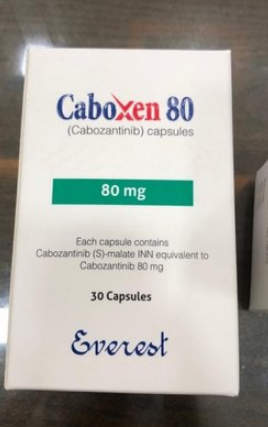 CaboXen 80
(Cabozantinib) capsules
80 mg
Each capsule contains
Cabozantinib (S)-malate INN equivalent to
Cabozantinib 80 mg
30 Capsules
Everest